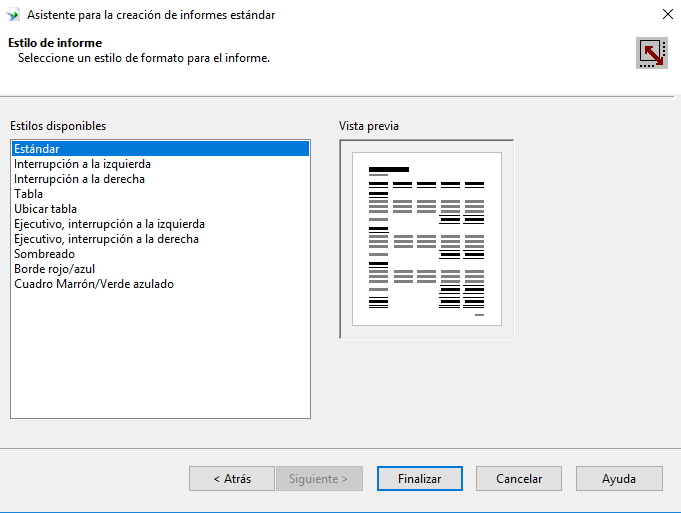 Asistente para la creación de informes estándar
Estilo de informe
Seleccione un estilo de formato para el informe.
Estilos disponibles
Estándar
Interrupción a la izquierda
Interrupción a la derecha
Tabla
Ubicar tabla
Ejecutivo, interrupción a la izquierda
Ejecutivo, interrupción a la derecha
Sombreado
Borde rojo/azul
Cuadro Marrón/Verde azulado
Vista previa
< Atrás
Siguiente >
Finalizar
Cancelar
Ayuda